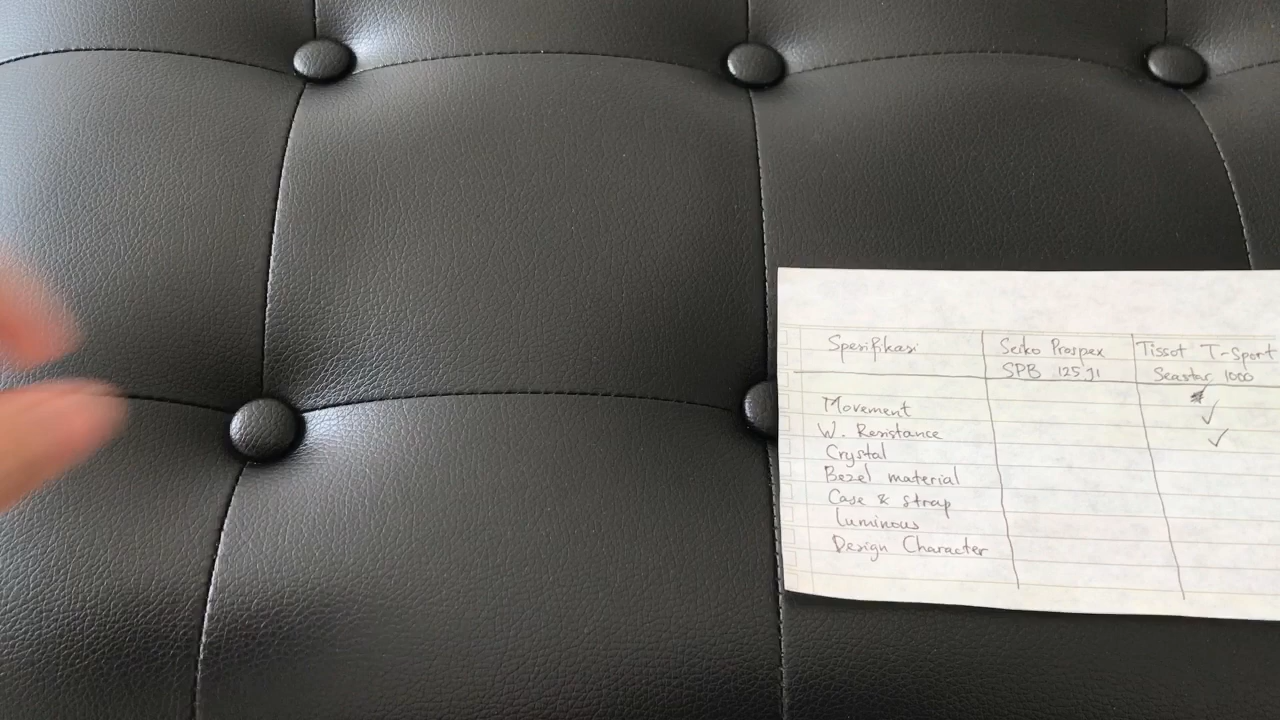 Spesifikasi Seiko Prospex Tissot T-Sport
SPB 125J1 Seastar 1000
Movement ✓
W. Resistance ✓
Crystal
Bezel material
Case & strap
Luminous
Design Character